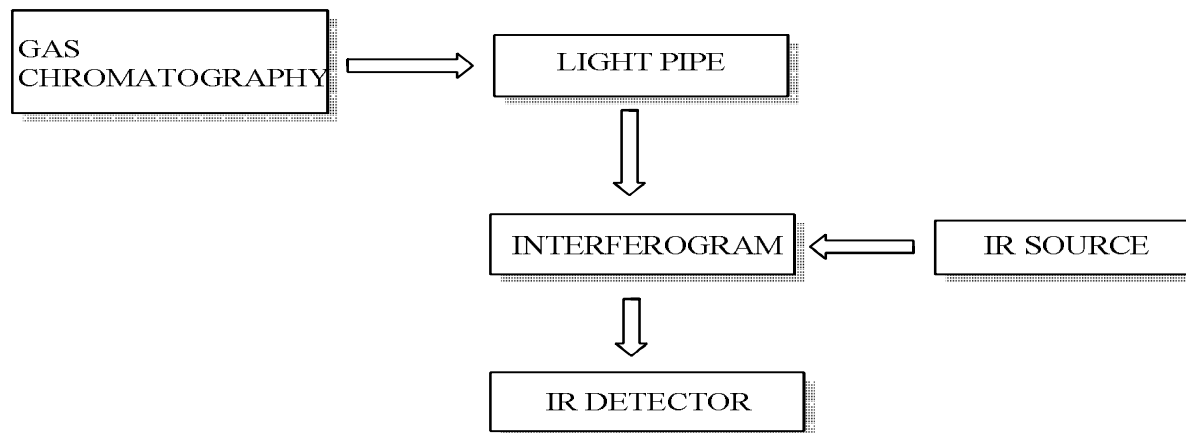 GAS
CHROMATOGRAPHY
LIGHT PIPE
INTERFEROGRAM
IR SOURCE
IR DETECTOR